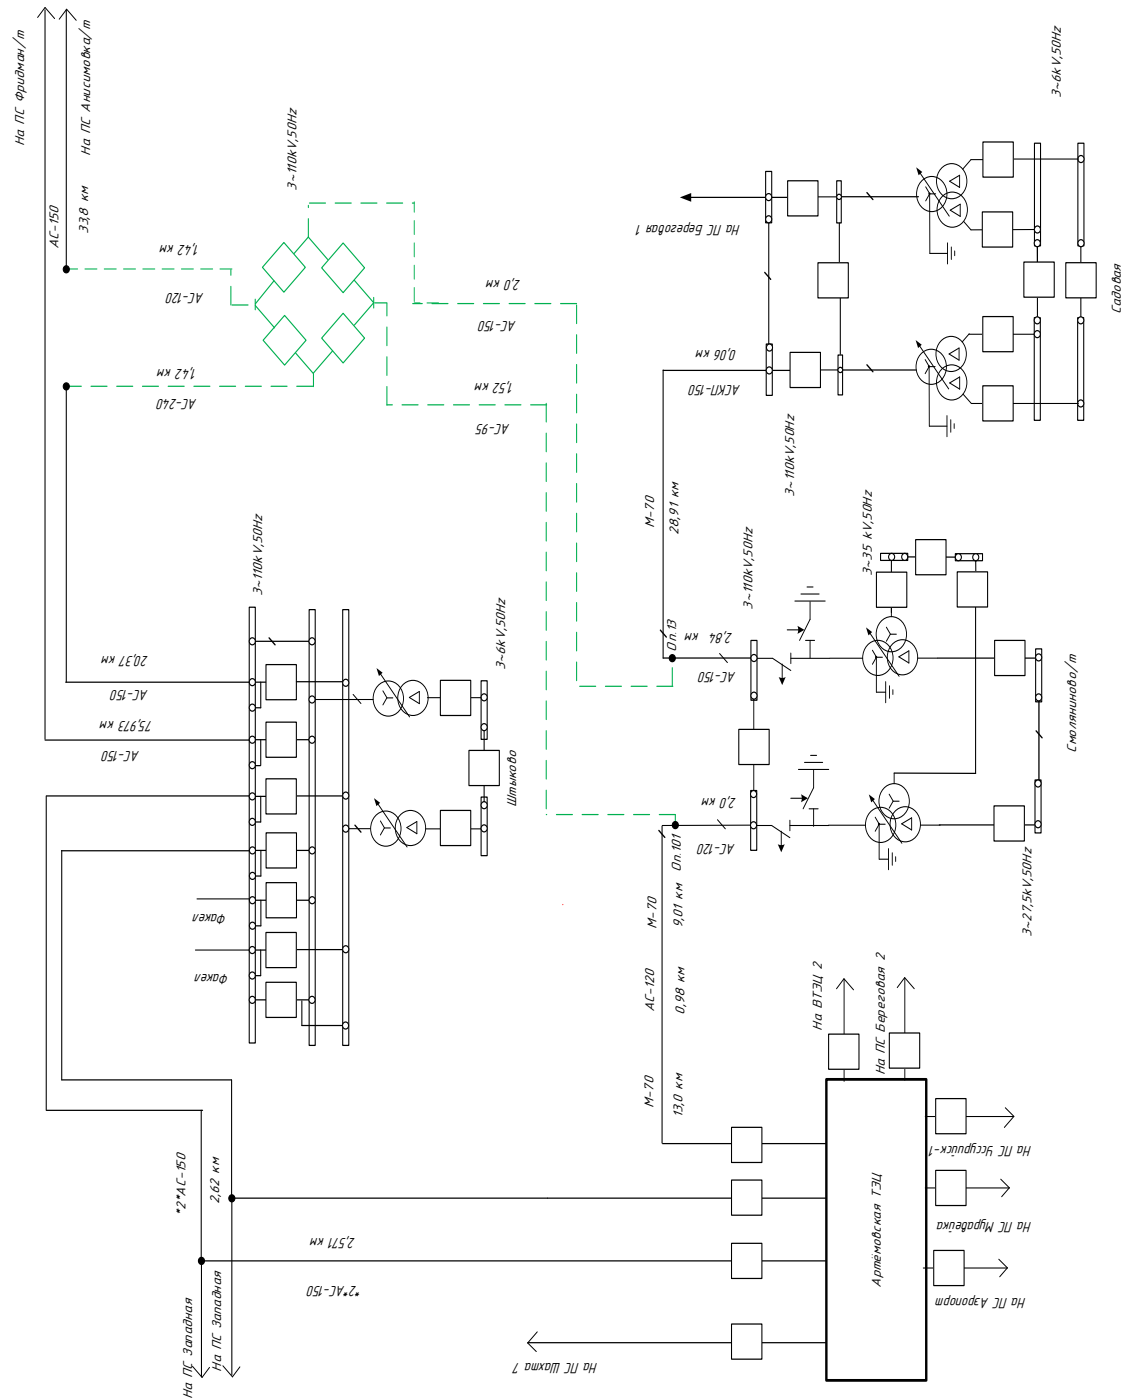 На ПС Фридман/т
На ПС Анисимовка/т
АС-150
33,8 км
1,42 км
АС-120
1,42 км
АС-240
3~110kV,50Hz
2,0 км
АС-150
1,52 км
АС-95
3~6kV,50Hz
На ПС Береговая 1
0,06 км
АСКП-150
3~110kV,50Hz
Садовая
М-70
28,91 км
3~110kV,50Hz
20,37 км
АС-150
75,973 км
АС-150
3~6kV,50Hz
Штыково
Факел
Факел
Оп.13
2,84 км
АС-150
3~110kV,50Hz
3~35 kV,50Hz
Смоляниново/т
2,0 км
АС-120
Оп.101
М-70
9,01 км
3~27,5kV,50Hz
АС-120
0,98 км
М-70
13,0 км
На ВТЭЦ 2
На ПС Береговая 2
*2*АС-150
2,62 км
2,571 км
*2*АС-150
На ПС Западная
На ПС Западная
На ПС Шахта 7
Артёмовская ТЭЦ
На ПС Уссурийск-1
На ПС Муравейка
На ПС Аэропорт